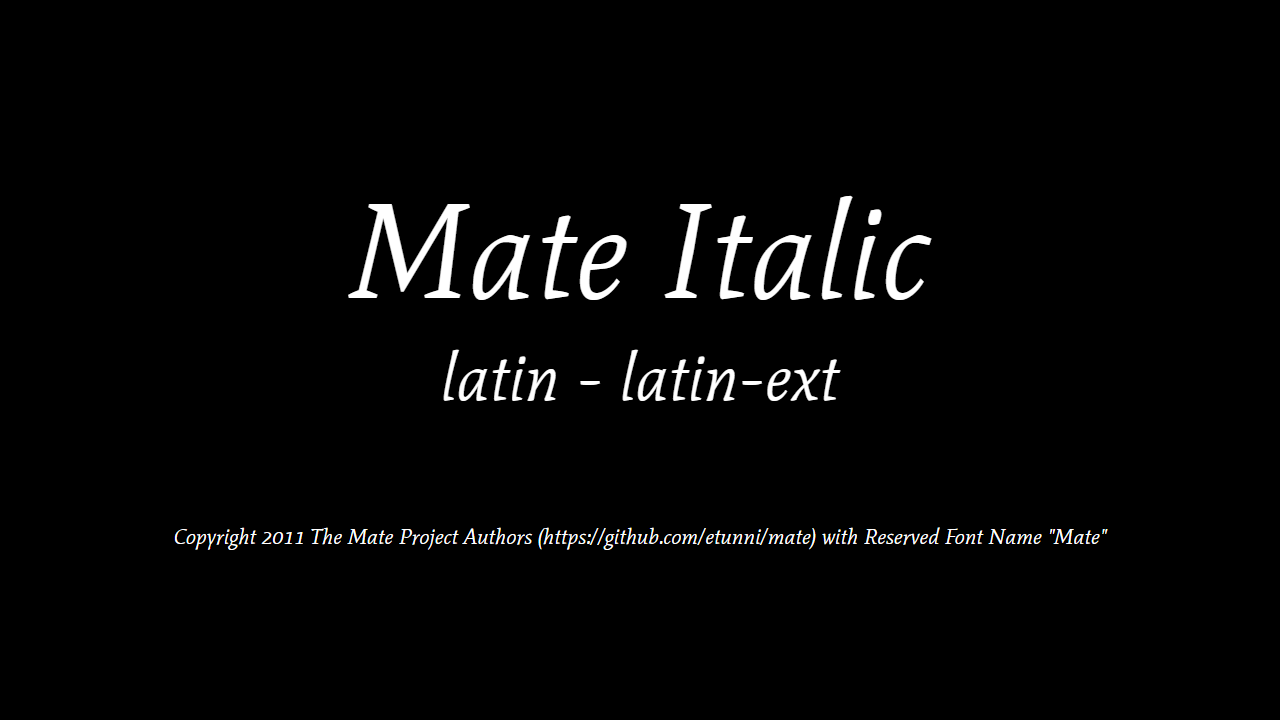 Mate Italic
latin - latin-ext
Copyright 2011 The Mate Project Authors (https://github.com/etunni/mate) with Reserved Font Name "Mate"